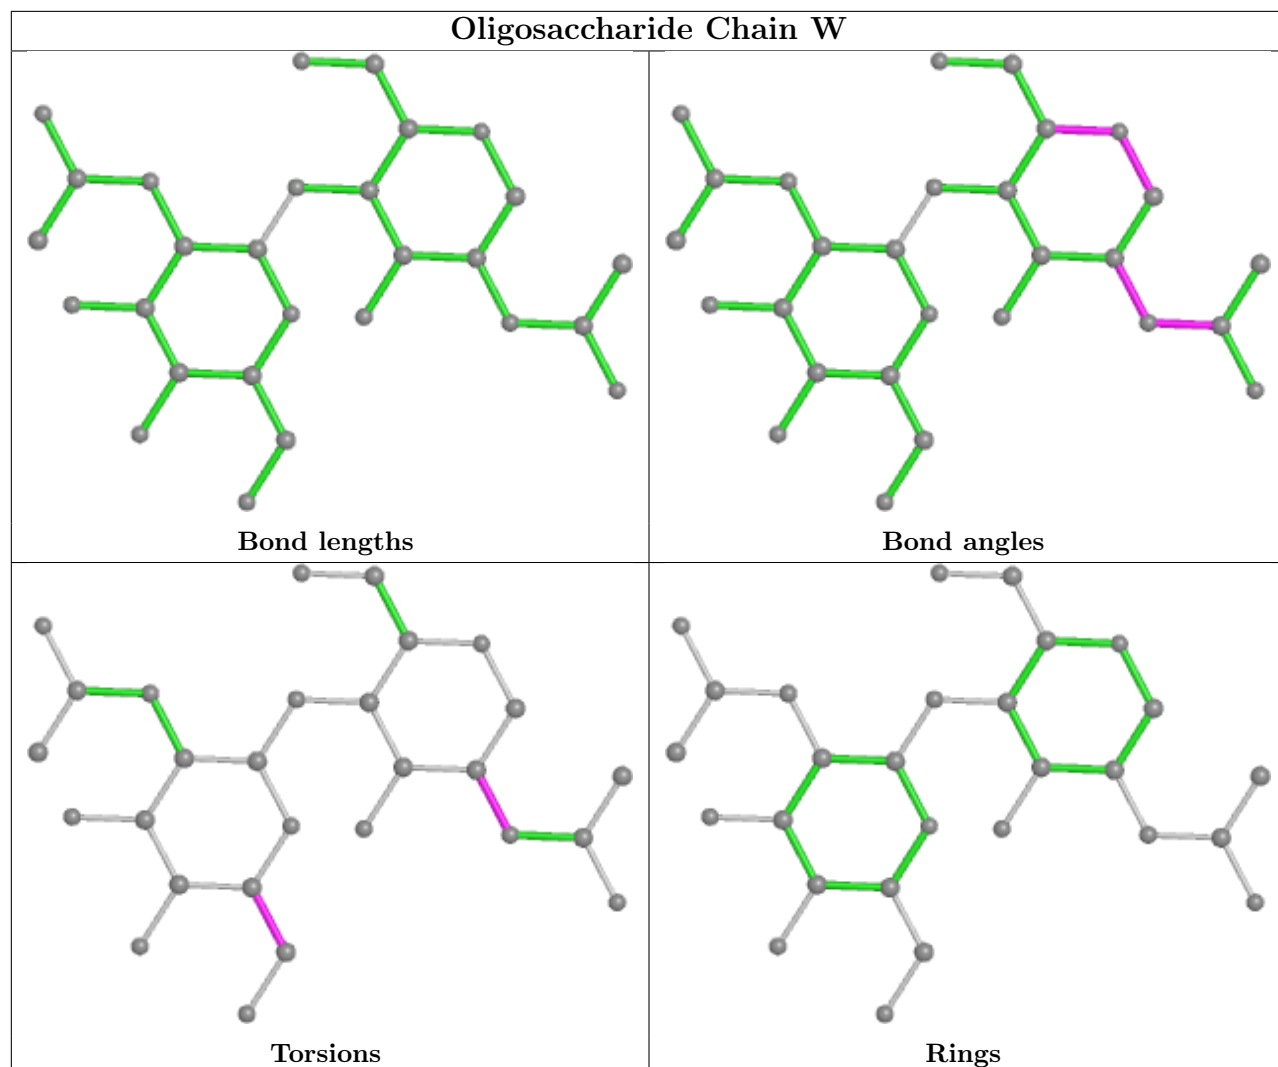 Oligosaccharide Chain W
Bond lengths
Bond angles
Torsions
Rings